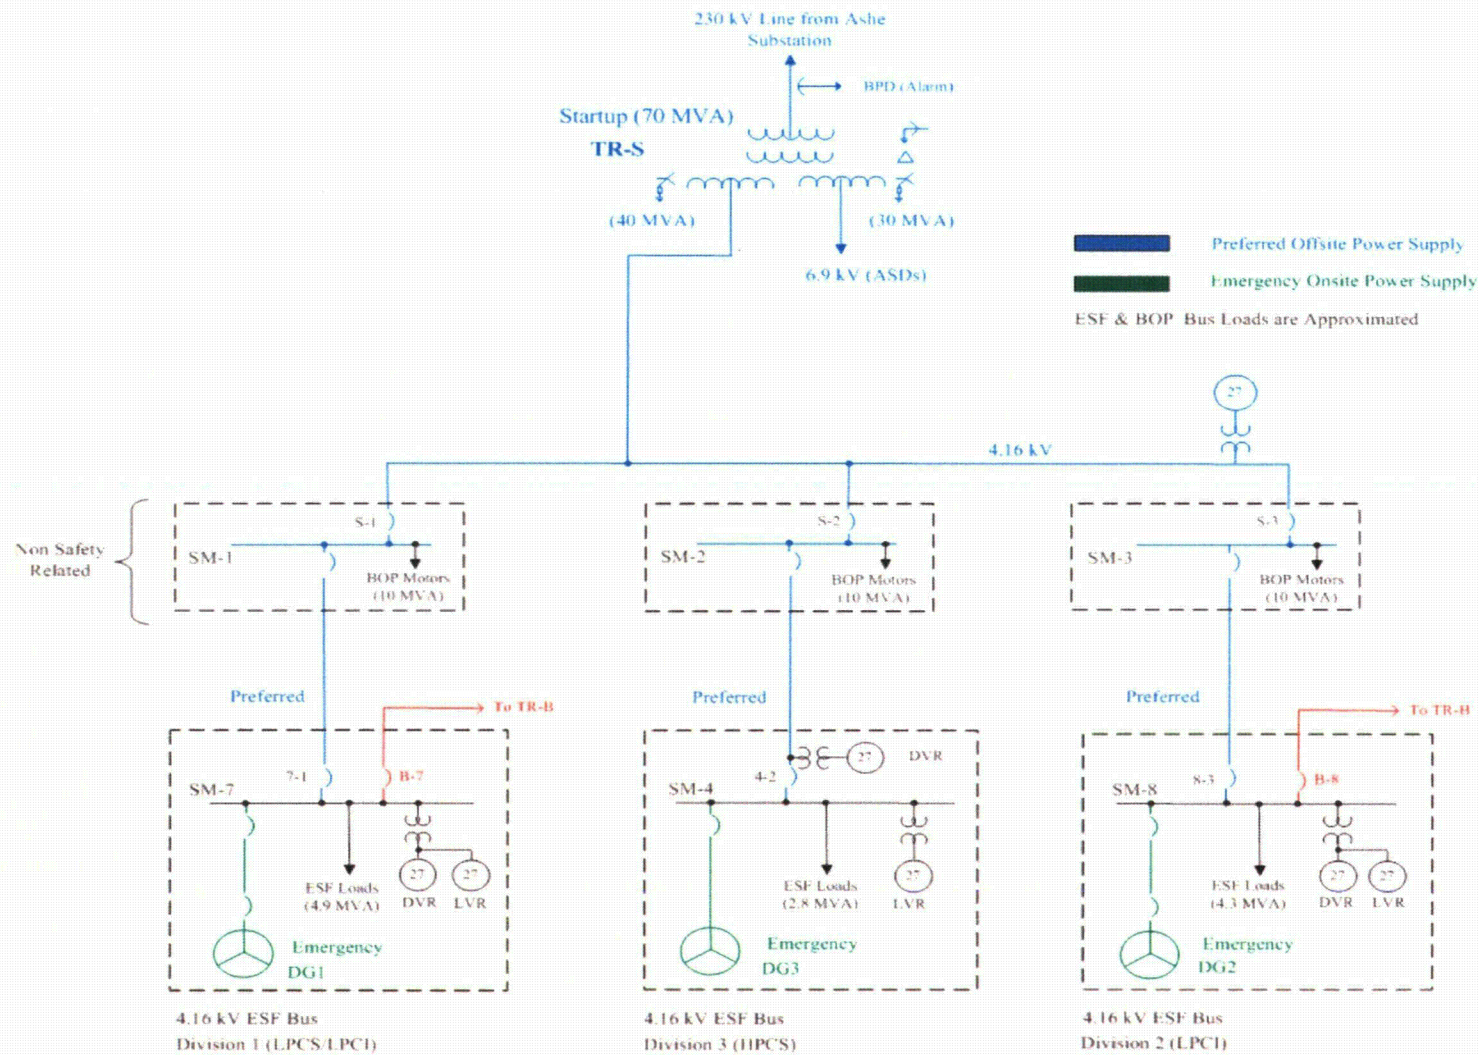 230 kV Line from Ashe
Substation
BPD (Alarm)
Startup (70 MVA)
TR-S
(40 MVA)
(30 MVA)
6.9 kV (ASDs)
Preferred Offsite Power Supply
Emergency Onsite Power Supply
ESF & BOP Bus Loads are Approximated
27
4.16 kV
Non Safety
Related
S-1
SM-1
BOP Motors
(10 MVA)
S-2
SM-2
BOP Motors
(10 MVA)
S-3
SM-3
BOP Motors
(10 MVA)
Preferred
To TR-B
Preferred
Preferred
To TR-B
7-1
B-7
SM-7
ESF Loads
(4.9 MVA)
27
27
DVR
LVR
Emergency
DG1
27
DVR
4-2
SM-4
ESF Loads
(2.8 MVA)
27
LVR
Emergency
DG3
8-3
B-8
SM-8
ESF Loads
(4.3 MVA)
27
27
DVR
LVR
Emergency
DG2
4.16 kV ESF Bus
Division 1 (LPCS/LPCI)
4.16 kV ESF Bus
Division 3 (HPCS)
4.16 kV ESF Bus
Division 2 (LPCI)